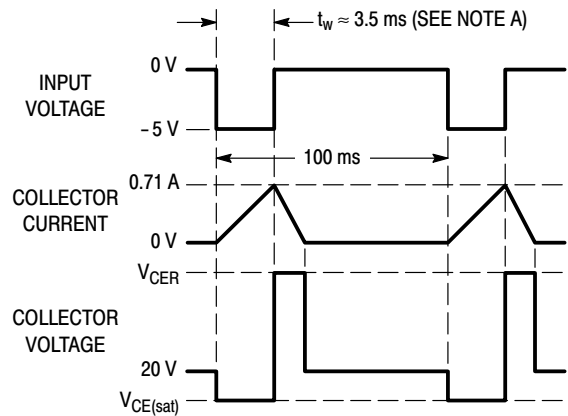 t_w ≈ 3.5 ms (SEE NOTE A)
0 V
INPUT
VOLTAGE
– 5 V
100 ms
0.71 A
COLLECTOR
CURRENT
0 V
V_CER
COLLECTOR
VOLTAGE
20 V
V_CE(sat)